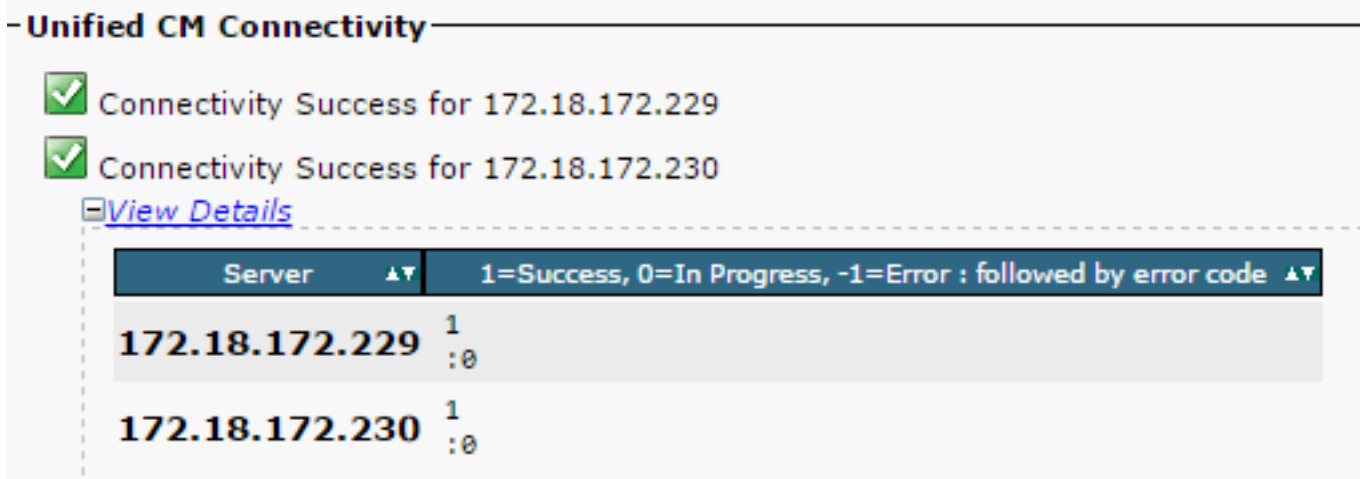 Unified CM Connectivity
Connectivity Success for 172.18.172.229
Connectivity Success for 172.18.172.230
View Details
Server 1=Success, 0=In Progress, -1=Error : followed by error code
172.18.172.229 1
:0
172.18.172.230 1
:0